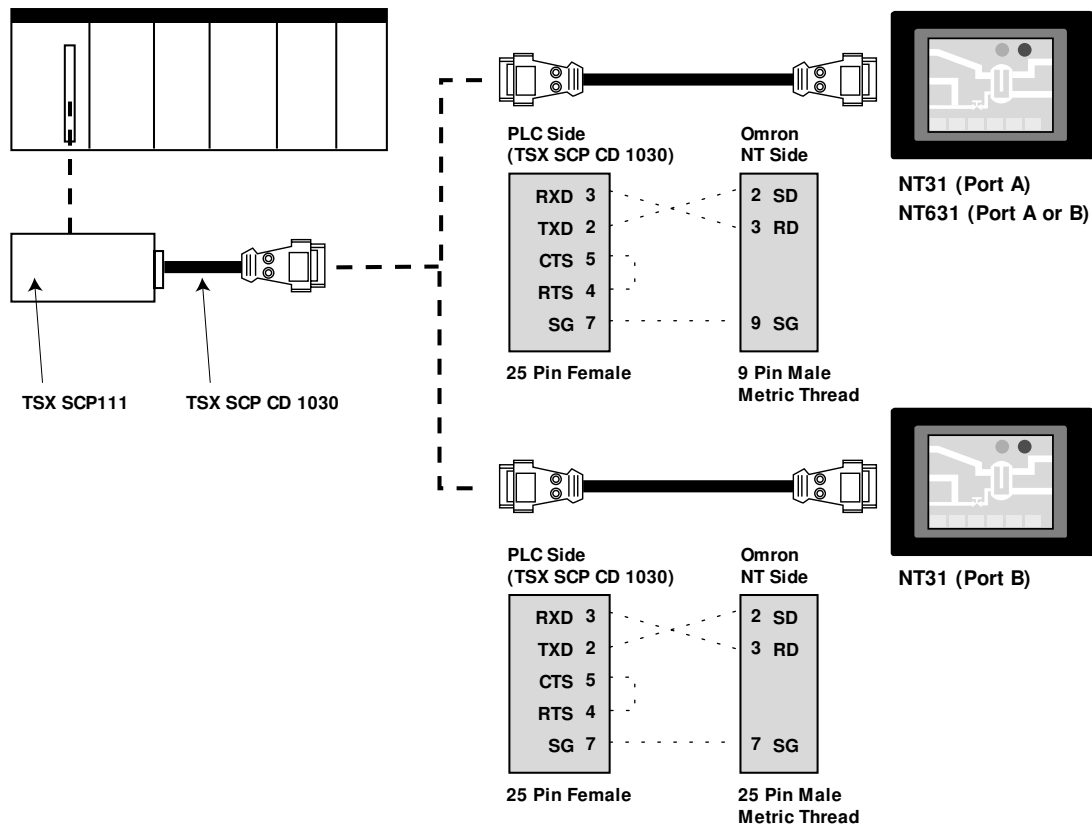 PLC Side
(TSX SCP CD 1030)
Omron
NT Side
RXD 3
TXD 2
CTS 5
RTS 4
SG 7
2 SD
3 RD
9 SG
25 Pin Female
9 Pin Male
Metric Thread
NT31 (Port A)
NT631 (Port A or B)
TSX SCP111
TSX SCP CD 1030
PLC Side
(TSX SCP CD 1030)
Omron
NT Side
RXD 3
TXD 2
CTS 5
RTS 4
SG 7
2 SD
3 RD
7 SG
25 Pin Female
25 Pin Male
Metric Thread
NT31 (Port B)